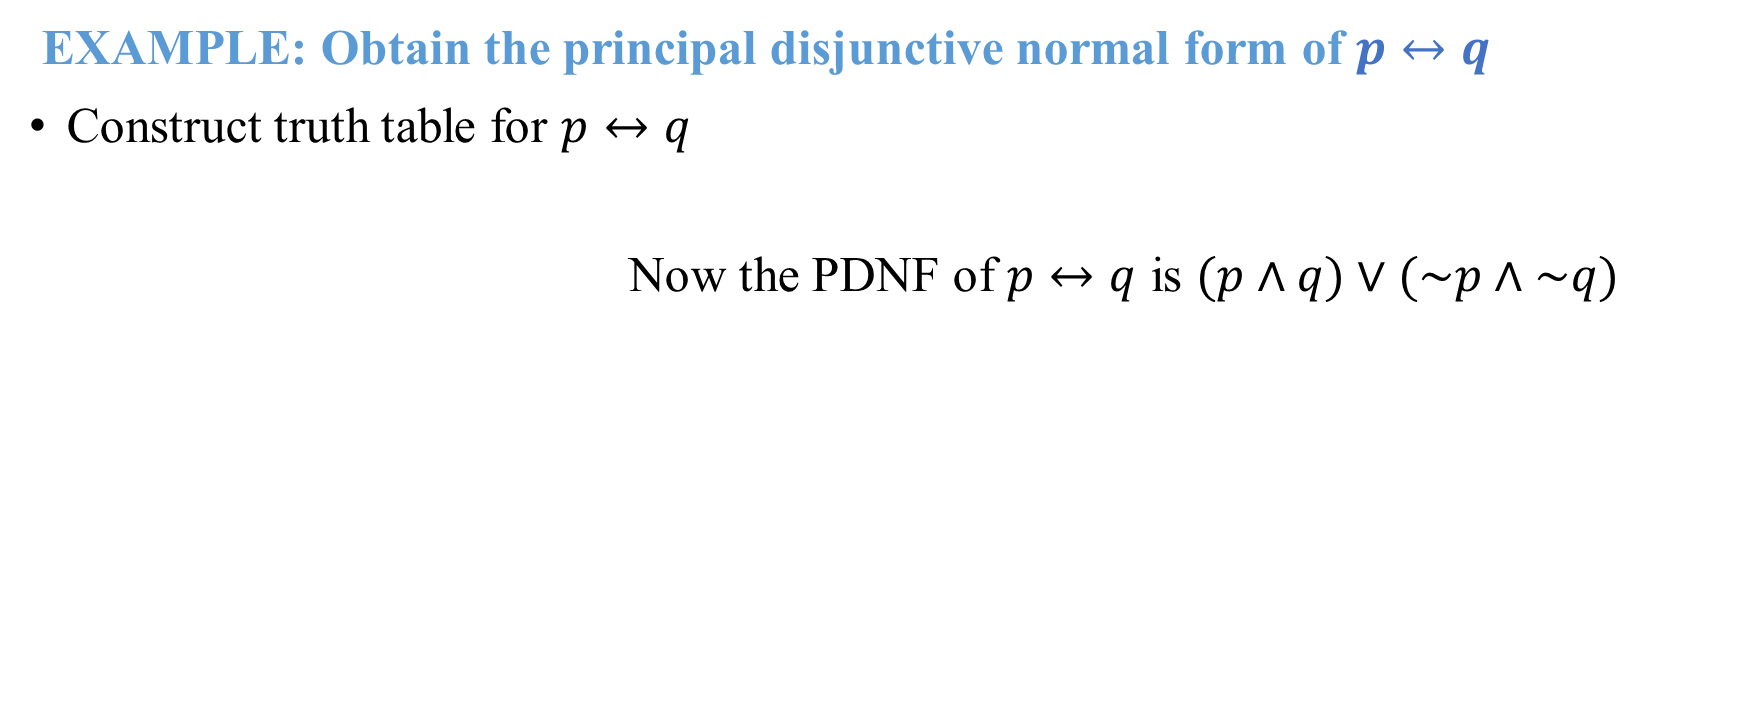 EXAMPLE: Obtain the principal disjunctive normal form of 𝒑 ↔ 𝒒
• Construct truth table for 𝑝 ↔ 𝑞
Now the PDNF of 𝑝 ↔ 𝑞 is (𝑝 ∧ 𝑞) ∨ (~𝑝 ∧ ~𝑞)